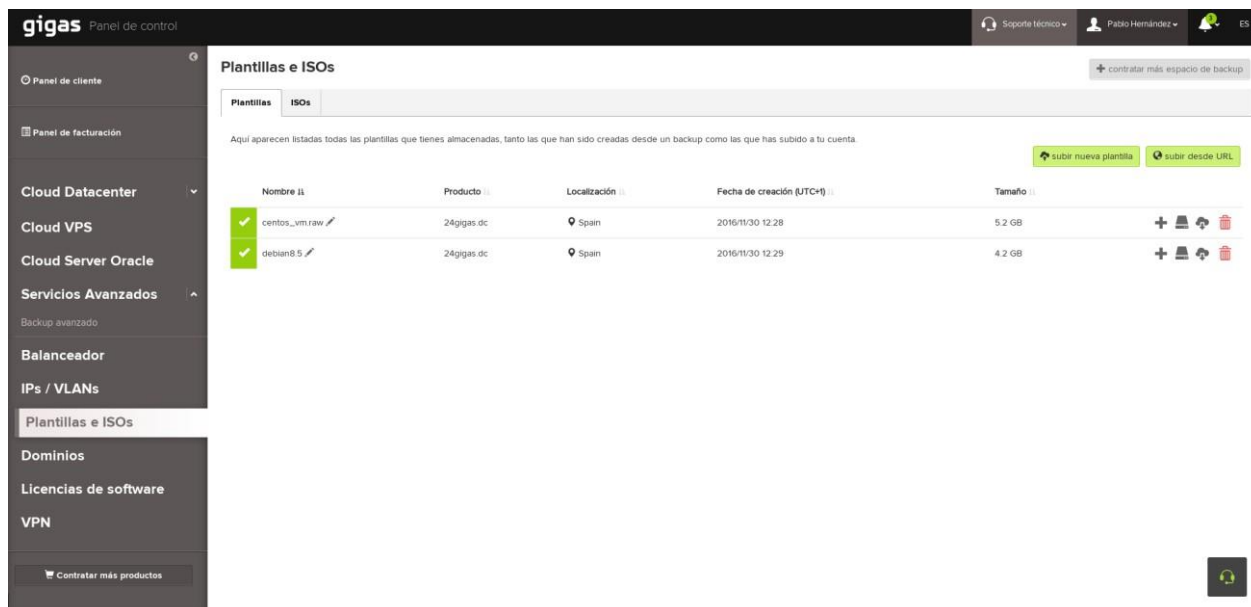 gigas Panel de control
Soporte técnico
Pablo Hernández
1
ES
Panel de cliente
Panel de facturación
Cloud Datacenter
Cloud VPS
Cloud Server Oracle
Servicios Avanzados
Backup avanzado
Balanceador
IPs / VLANs
Plantillas e ISOs
Dominios
Licencias de software
VPN
Contratar más productos
Plantillas e ISOs
contratar más espacio de backup
Plantillas ISOs
Aquí aparecen listadas todas las plantillas que tienes almacenadas, tanto las que han sido creadas desde un backup como las que has subido a tu cuenta.
subir nueva plantilla subir desde URL
Nombre Producto Localización Fecha de creación (UTC+1) Tamaño
centos_vm.raw 24gigas.dc Spain 2016/11/30 12:28 5.2 GB
debian8.5 24gigas.dc Spain 2016/11/30 12:29 4.2 GB